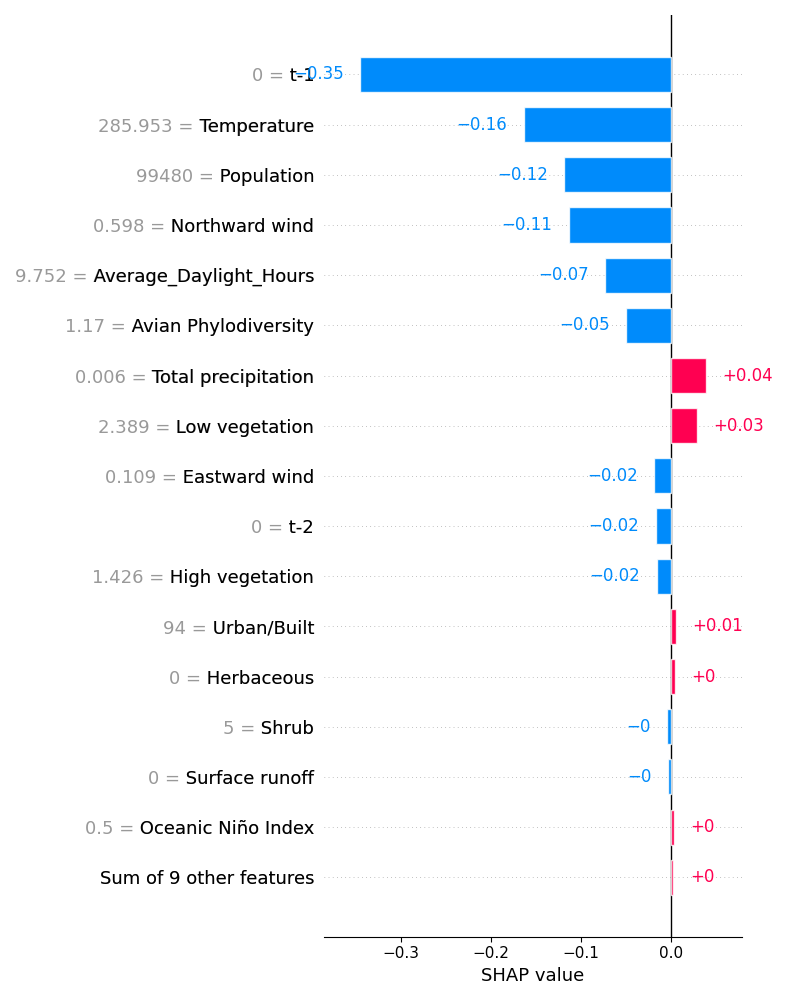 0 = t-1 −0.35
285.953 = Temperature −0.16
99480 = Population −0.12
0.598 = Northward wind −0.11
9.752 = Average_Daylight_Hours −0.07
1.17 = Avian Phylodiversity −0.05
0.006 = Total precipitation +0.04
2.389 = Low vegetation +0.03
0.109 = Eastward wind −0.02
0 = t-2 −0.02
1.426 = High vegetation −0.02
94 = Urban/Built +0.01
0 = Herbaceous +0
5 = Shrub −0
0 = Surface runoff −0
0.5 = Oceanic Niño Index +0
Sum of 9 other features +0
−0.3 −0.2 −0.1 0.0
SHAP value